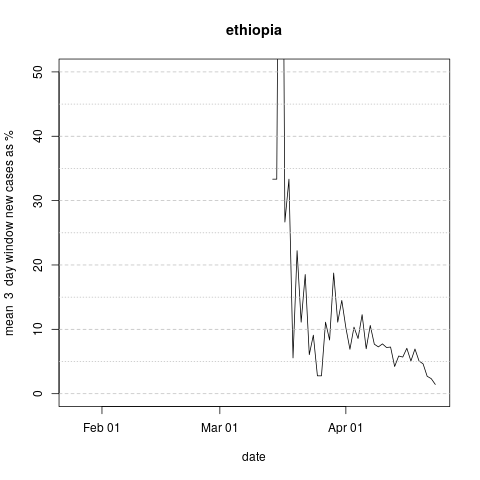 ethiopia
mean  3  day window new cases as %
50
40
30
20
10
0
Feb 01
Mar 01
Apr 01
date